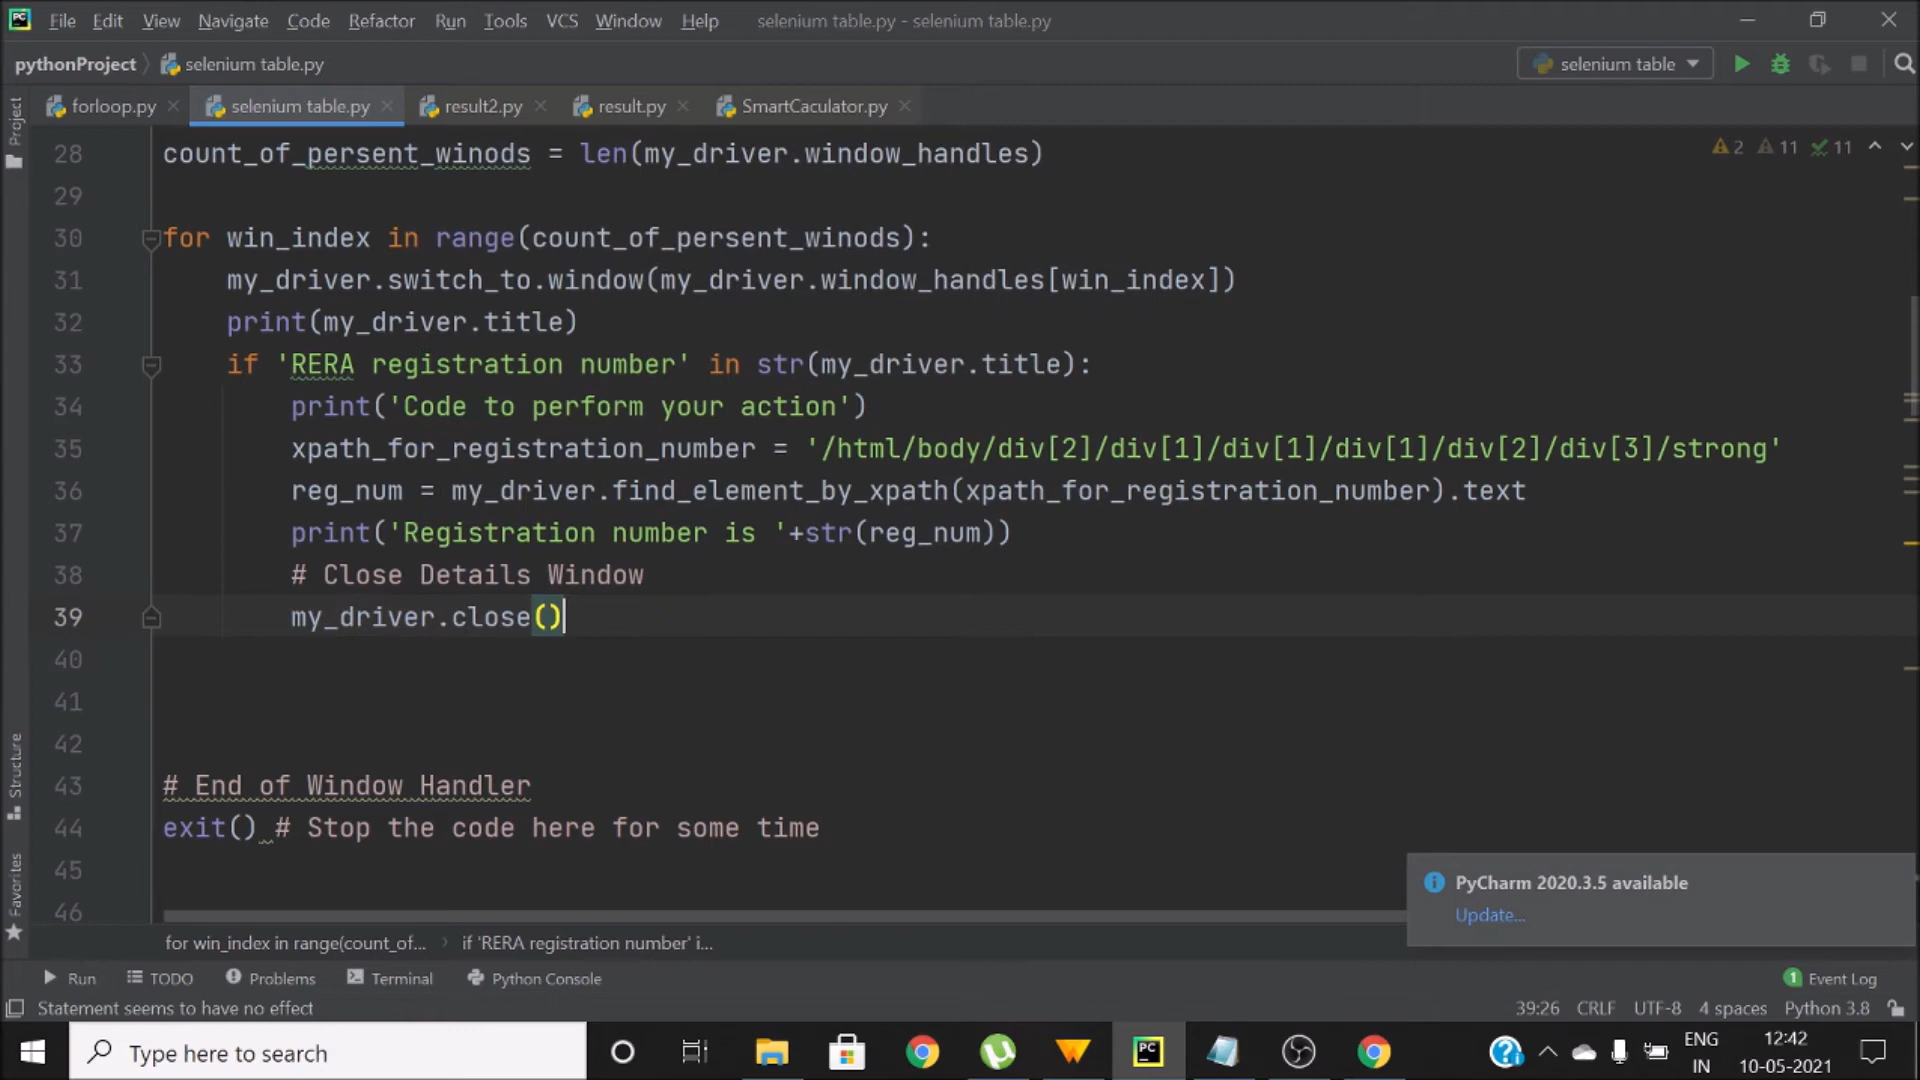 PC File Edit View Navigate Code Refactor Run Tools VCS Window Help selenium table.py - selenium table.py
pythonProject selenium table.py selenium table
forloop.py selenium table.py result2.py result.py SmartCaculator.py
Project
28 count_of_persent_winods = len(my_driver.window_handles) 2 11 11
29
30 for win_index in range(count_of_persent_winods):
31 my_driver.switch_to.window(my_driver.window_handles[win_index])
32 print(my_driver.title)
33 if 'RERA registration number' in str(my_driver.title):
34 print('Code to perform your action')
35 xpath_for_registration_number = '/html/body/div[2]/div[1]/div[1]/div[1]/div[2]/div[3]/strong'
36 reg_num = my_driver.find_element_by_xpath(xpath_for_registration_number).text
37 print('Registration number is '+str(reg_num))
38 # Close Details Window
39 my_driver.close()
40
41
42
43 # End of Window Handler
44 exit() # Stop the code here for some time
45
46
Structure
Favorites
PyCharm 2020.3.5 available
Update...
for win_index in range(count_of... if 'RERA registration number' i...
Run TODO Problems Terminal Python Console 1 Event Log
Statement seems to have no effect 39:26 CRLF UTF-8 4 spaces Python 3.8
Type here to search PC ENG 12:42
IN 10-05-2021